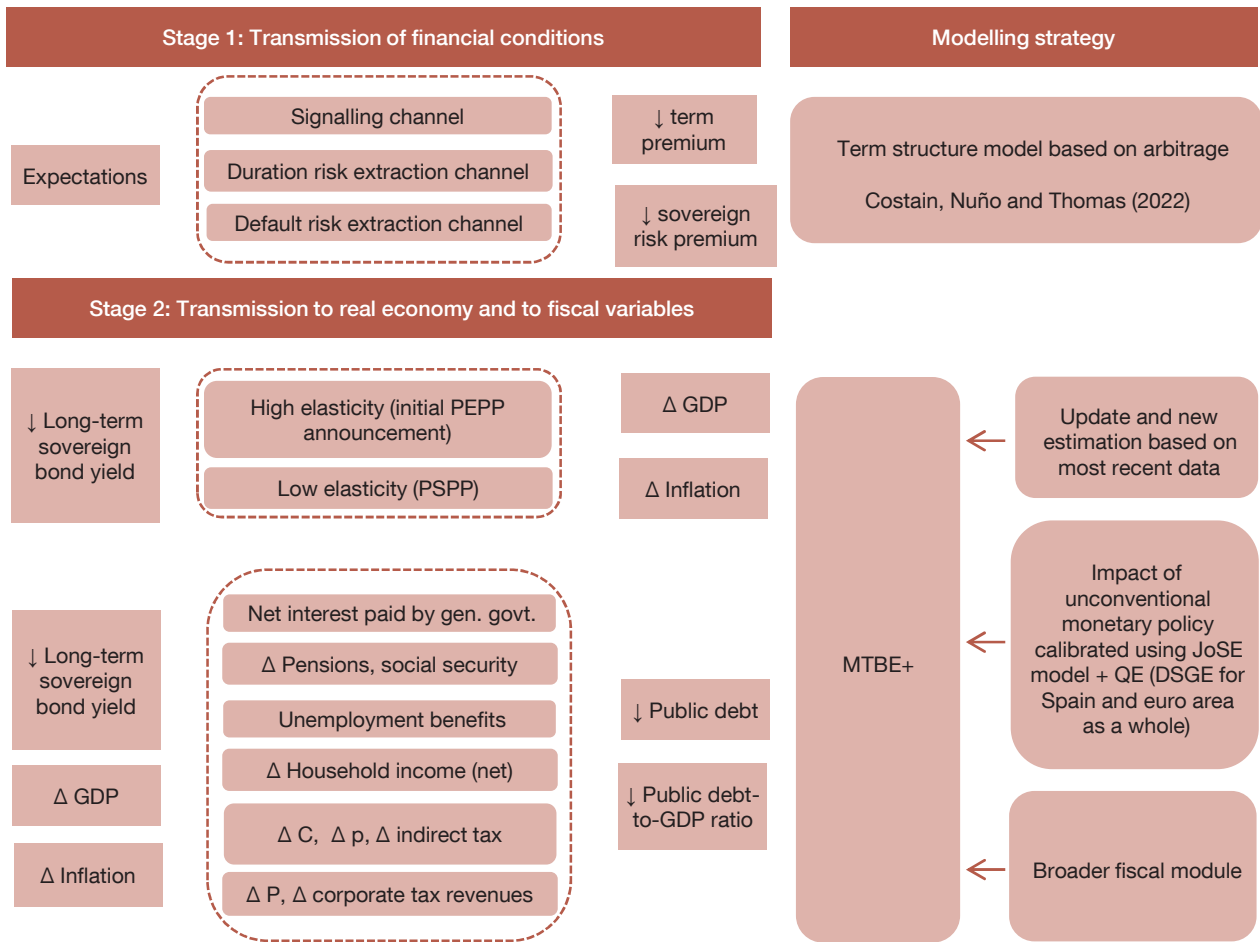 Stage 1: Transmission of financial conditions
Modelling strategy
Expectations
Signalling channel
Duration risk extraction channel
Default risk extraction channel
↓ term
premium
↓ sovereign
risk premium
Term structure model based on arbitrage
Costain, Nuño and Thomas (2022)
Stage 2: Transmission to real economy and to fiscal variables
↓ Long-term
sovereign
bond yield
High elasticity (initial PEPP
announcement)
Low elasticity (PSPP)
Δ GDP
Δ Inflation
↓ Long-term
sovereign
bond yield
Δ GDP
Δ Inflation
Net interest paid by gen. govt.
Δ Pensions, social security
Unemployment benefits
Δ Household income (net)
Δ C, Δ p, Δ indirect tax
Δ P, Δ corporate tax revenues
↓ Public debt
↓ Public debt-
to-GDP ratio
MTBE+
Update and new
estimation based on
most recent data
Impact of
unconventional
monetary policy
calibrated using JoSE
model + QE (DSGE for
Spain and euro area
as a whole)
Broader fiscal module